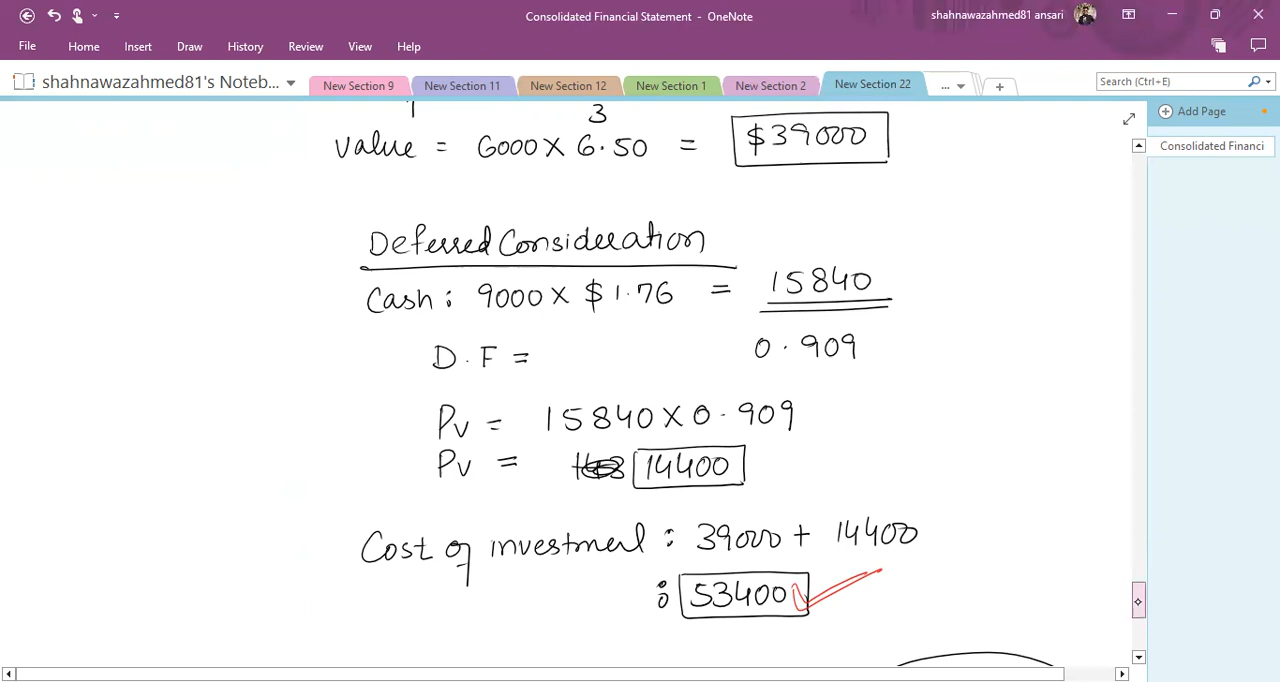 Consolidated Financial Statement - OneNote
shahnawazahmed81 ansari
File Home Insert Draw History Review View Help
shahnawazahmed81's Noteb... New Section 9 New Section 11 New Section 12 New Section 1 New Section 2 New Section 22 ... + Search (Ctrl+E)
Add Page
Consolidated Financi
3
Value = 6000 X 6.50 = $39000
Deferred Consideration
Cash: 9000 X $1.76 = 15840
D.F = 0.909
Pv = 15840 X 0.909
Pv = 14400
Cost of investment : 39000 + 14400
: 53400